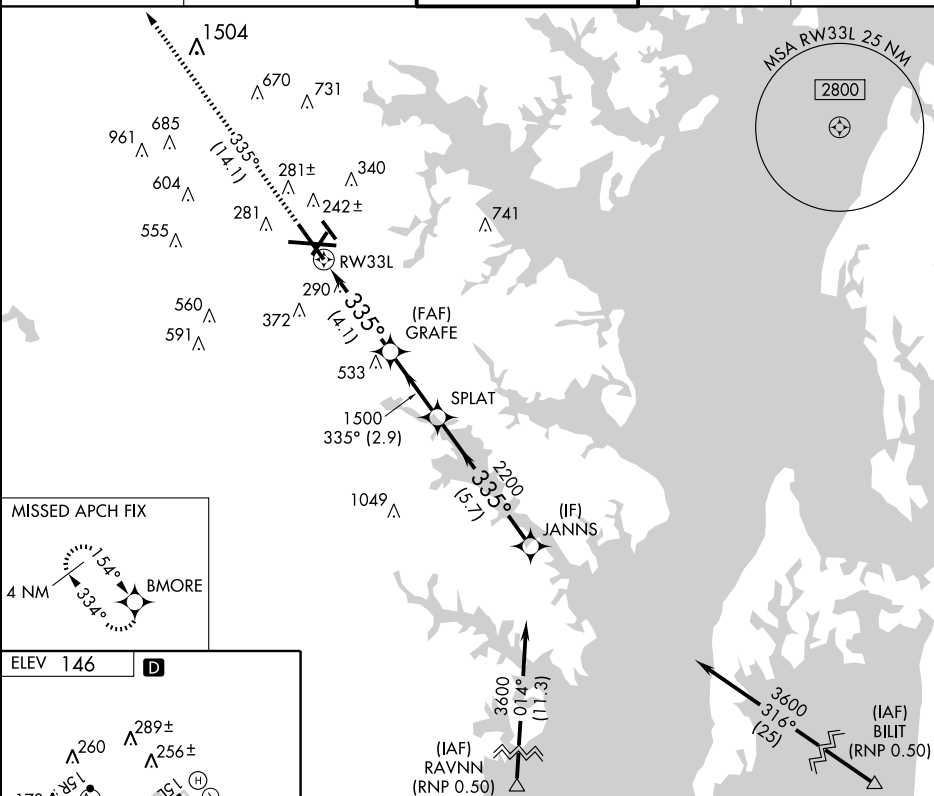 1504
670
731
961
685
335°
(14.1)
604
281±
340
242±
281
555
741
RW33L
MSA RW33L 25 NM
2800
290
335°
(4.1)
372
560
591
(FAF)
GRAFE
533
SPLAT
1500
335° (2.9)
2200
335°
(5.7)
1049
(IF)
JANNS
MISSED APCH FIX
4 NM
154°
334°
BMORE
ELEV 146
D
289±
260
256±
15R
15L
H
3600
014°
(11.3)
(IAF)
RAVNN
(RNP 0.50)
3600
316°
(25)
(IAF)
BILIT
(RNP 0.50)